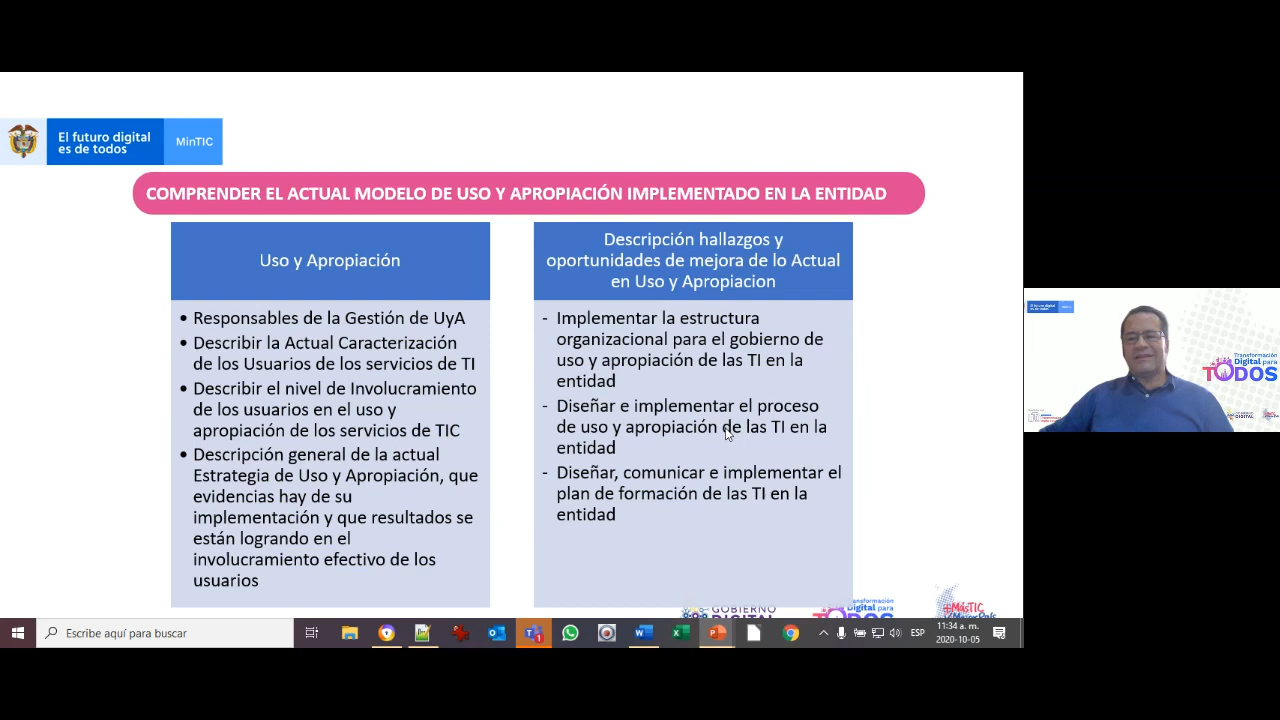 El futuro digital
es de todos
MinTIC
COMPRENDER EL ACTUAL MODELO DE USO Y APROPIACIÓN IMPLEMENTADO EN LA ENTIDAD
Uso y Apropiación
• Responsables de la Gestión de UyA
• Describir la Actual Caracterización
de los Usuarios de los servicios de TI
• Describir el nivel de Involucramiento
de los usuarios en el uso y
apropiación de los servicios de TIC
• Descripción general de la actual
Estrategia de Uso y Apropiación, que
evidencias hay de su
implementación y que resultados se
están logrando en el
involucramiento efectivo de los
usuarios
Descripción hallazgos y
oportunidades de mejora de lo Actual
en Uso y Apropiacion
- Implementar la estructura
organizacional para el gobierno de
uso y apropiación de las TI en la
entidad
- Diseñar e implementar el proceso
de uso y apropiación de las TI en la
entidad
- Diseñar, comunicar e implementar el
plan de formación de las TI en la
entidad
GOBIERNO
DIGITAL
Transformación
Digital para
+MásTIC
+MejorPaís
Transformación
Digital para
TODOS
Escribe aquí para buscar
ESP
11:34 a. m.
2020-10-05